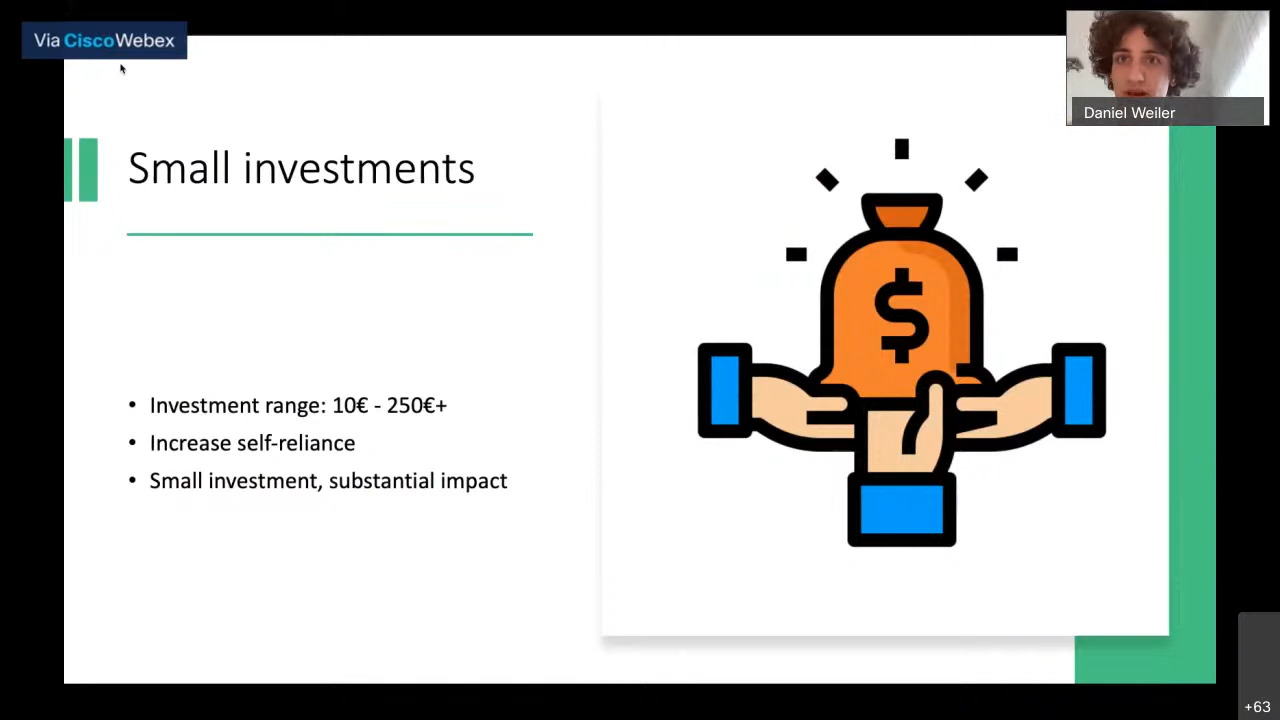 Via CiscoWebex
Daniel Weiler
Small investments
$
• Investment range: 10€ - 250€+
• Increase self-reliance
• Small investment, substantial impact
+63